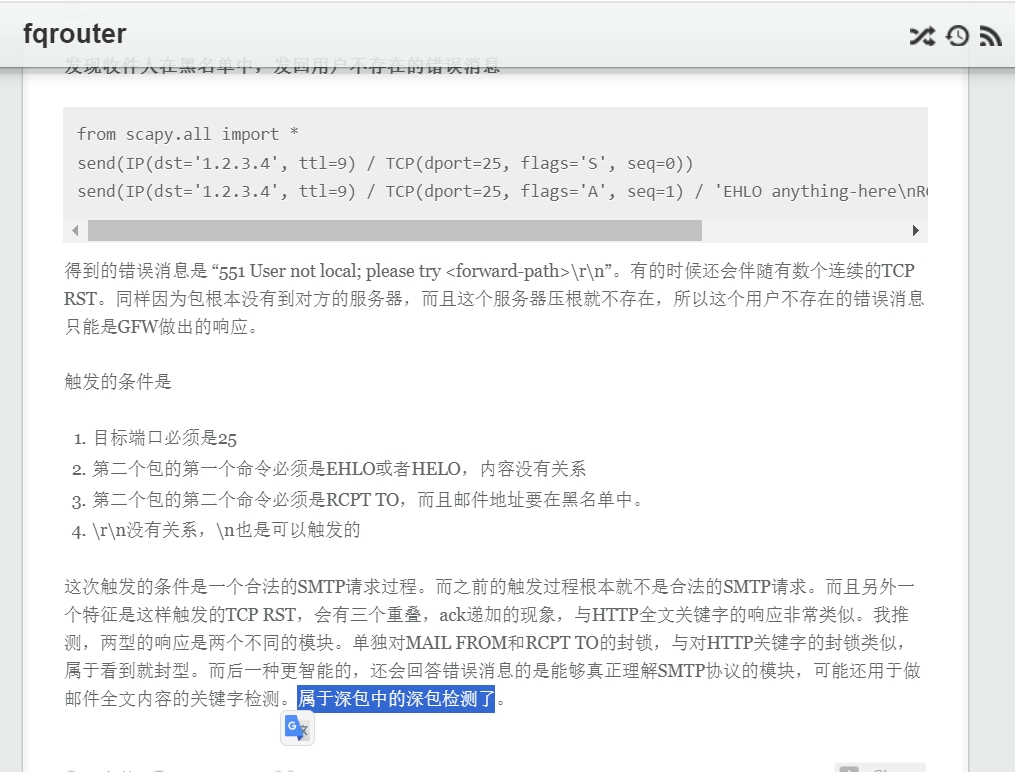 fqrouter
发现收件人在黑名单中，发回用户不存在的错误消息
from scapy.all import *
send(IP(dst='1.2.3.4', ttl=9) / TCP(dport=25, flags='S', seq=0))
send(IP(dst='1.2.3.4', ttl=9) / TCP(dport=25, flags='A', seq=1) / 'EHLO anything-here\nRC
得到的错误消息是 “551 User not local; please try <forward-path>\r\n”。有的时候还会伴随有数个连续的TCP
RST。同样因为包根本没有到对方的服务器，而且这个服务器压根就不存在，所以这个用户不存在的错误消息
只能是GFW做出的响应。
触发的条件是
1. 目标端口必须是25
2. 第二个包的第一个命令必须是EHLO或者HELO，内容没有关系
3. 第二个包的第二个命令必须是RCPT TO，而且邮件地址要在黑名单中。
4. \r\n没有关系，\n也是可以触发的
这次触发的条件是一个合法的SMTP请求过程。而之前的触发过程根本就不是合法的SMTP请求。而且另外一
个特征是这样触发的TCP RST，会有三个重叠，ack递加的现象，与HTTP全文关键字的响应非常类似。我推
测，两型的响应是两个不同的模块。单独对MAIL FROM和RCPT TO的封锁，与对HTTP关键字的封锁类似，
属于看到就封型。而后一种更智能的，还会回答错误消息的是能够真正理解SMTP协议的模块，可能还用于做
邮件全文内容的关键字检测。属于深包中的深包检测了。